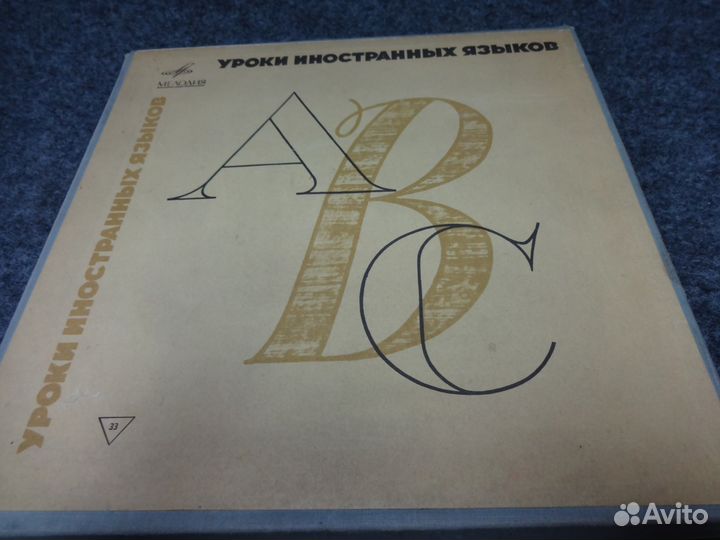 УРОКИ ИНОСТРАННЫХ ЯЗЫКОВ
МЕЛОДИЯ
УРОКИ ИНОСТРАННЫХ ЯЗЫКОВ
A B C
33
Avito